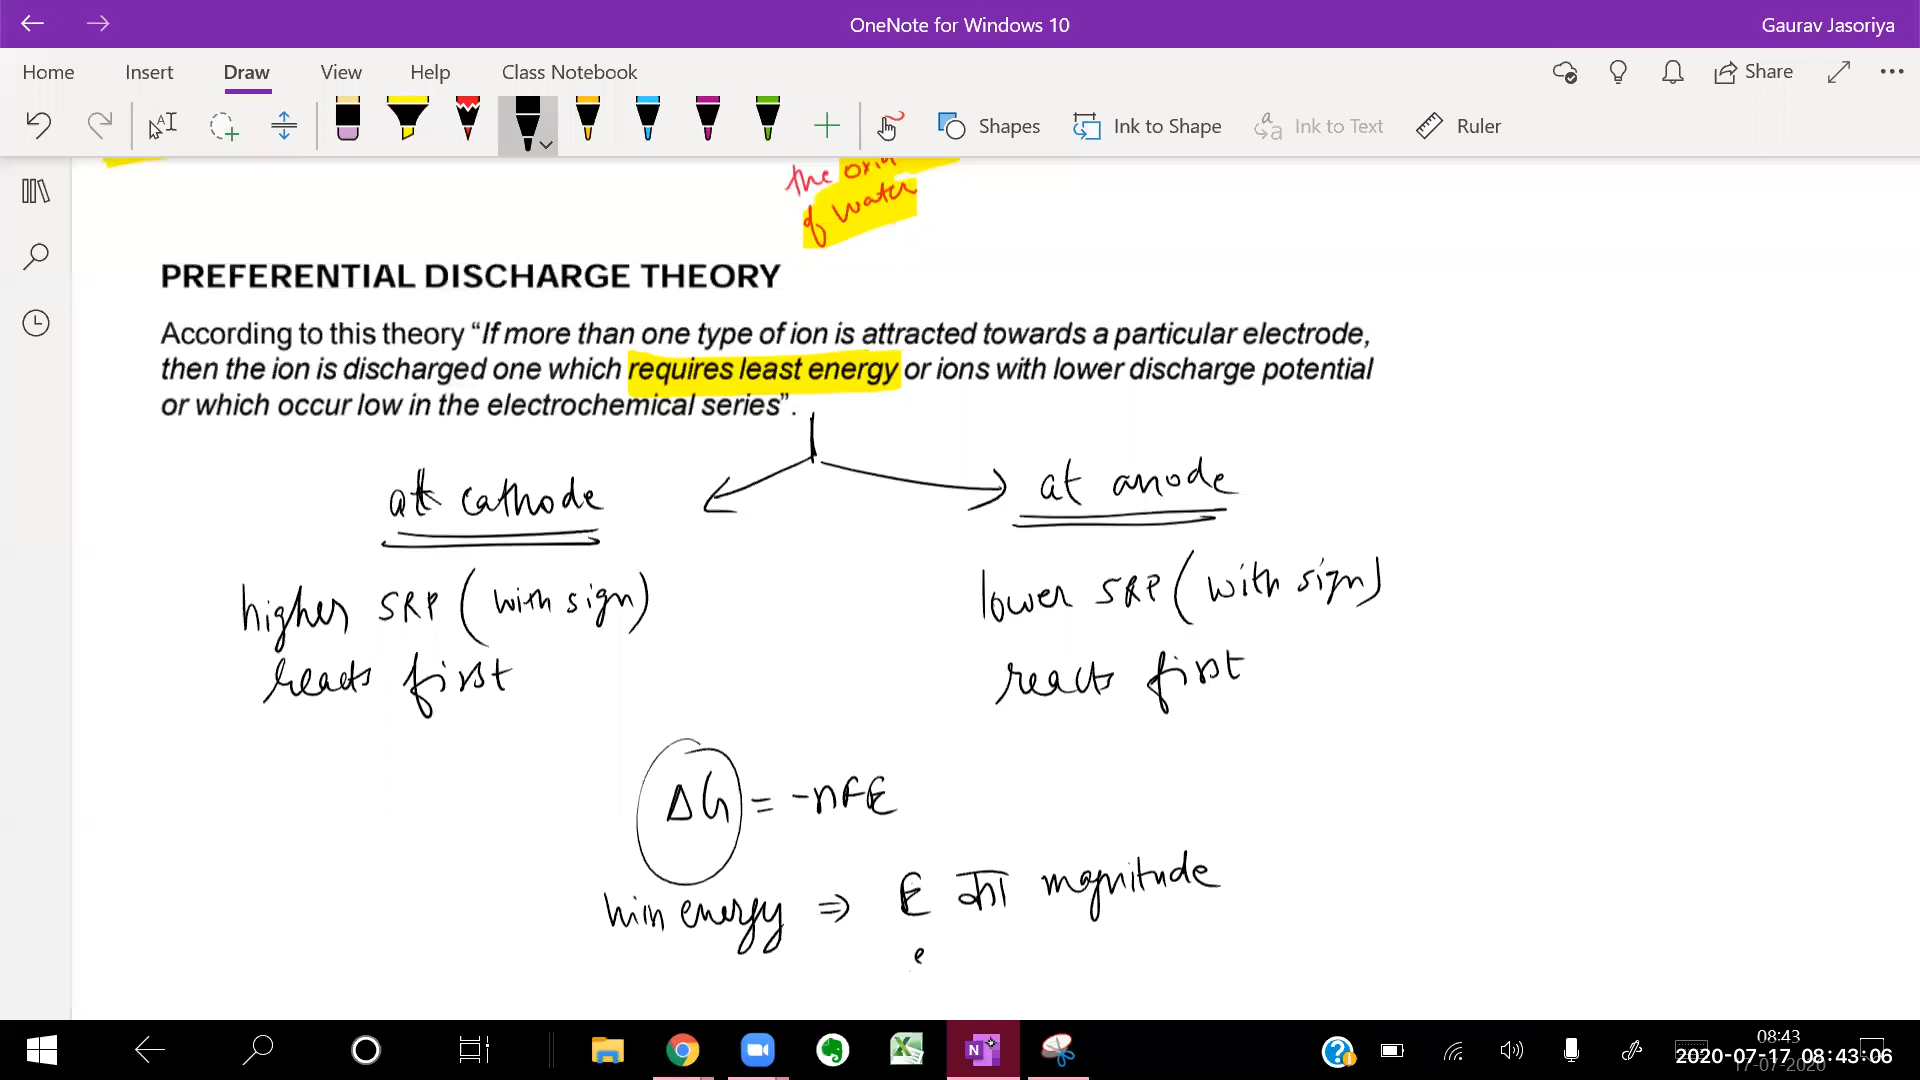 OneNote for Windows 10
Gaurav Jasoriya
Home Insert Draw View Help Class Notebook
Share
Shapes Ink to Shape Ink to Text Ruler
the
of water
PREFERENTIAL DISCHARGE THEORY
According to this theory “If more than one type of ion is attracted towards a particular electrode,
then the ion is discharged one which requires least energy or ions with lower discharge potential
or which occur low in the electrochemical series”.
at cathode
at anode
higher SRP (with sign)
reacts first
lower SRP (with sign)
reacts first
ΔG = -nFE
min energy ⇒ E का magnitude
08:43
2020-07-17 08:43:06
17-07-2020